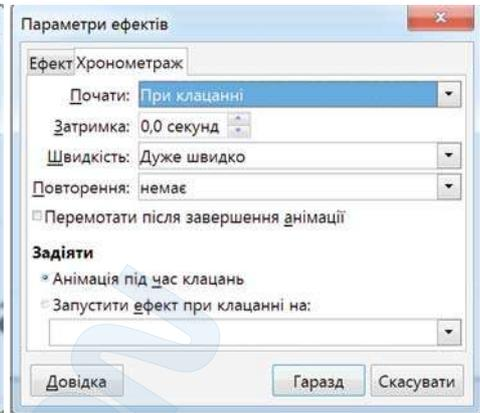 Параметри ефектів
Ефект Хронометраж
Почати: При клацанні
Затримка: 0,0 секунд
Швидкість: Дуже швидко
Повторення: немає
Перемотати після завершення анімації
Задіяти
Анімація під час клацань
Запустити ефект при клацанні на:
Довідка Гаразд Скасувати